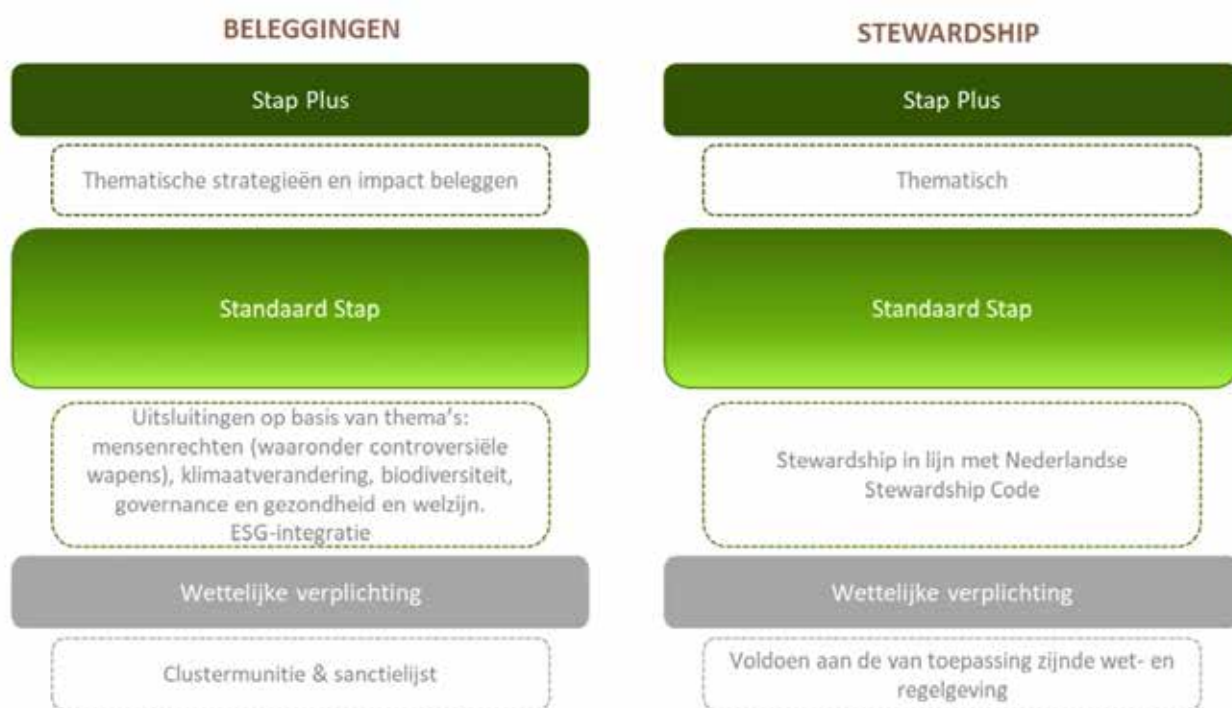 BELEGGINGEN
Stap Plus
Thematische strategieën en impact beleggen
Standaard Stap
Uitsluitingen op basis van thema's:
mensenrechten (waaronder controversiële
wapens), klimaatverandering, biodiversiteit,
governance en gezondheid en welzijn.
ESG-integratie
Wettelijke verplichting
Clustermunitie & sanctielijst
STEWARDSHIP
Stap Plus
Thematisch
Standaard Stap
Stewardship in lijn met Nederlandse
Stewardship Code
Wettelijke verplichting
Voldoen aan de van toepassing zijnde wet- en
regelgeving